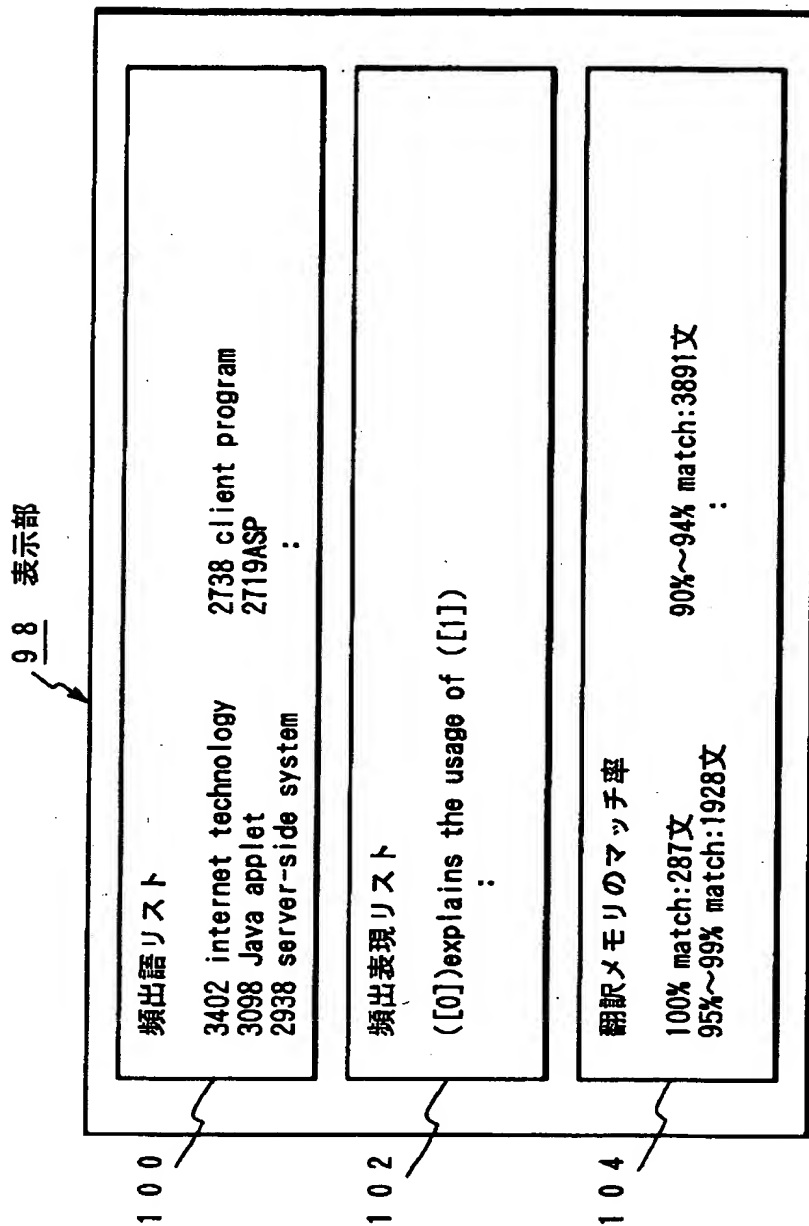 98 表示部
100
頻出語リスト
3402 internet technology
3098 Java applet
2938 server-side system
2738 client program
2719ASP
:
102
頻出表現リスト
([0])explains the usage of ([1])
:
104
翻訳メモリのマッチ率
100% match:287文
95%～99% match:1928文
90%～94% match:3891文
: